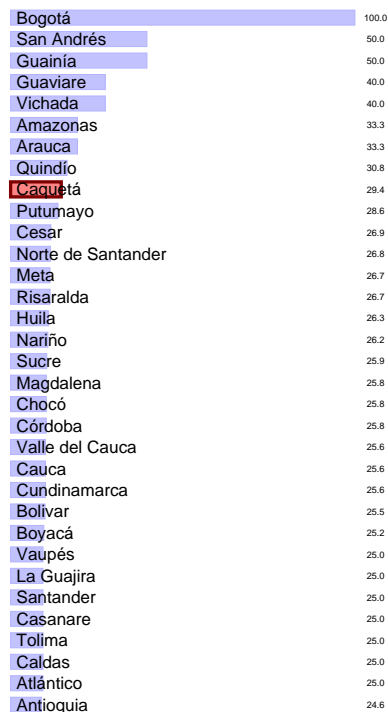 Bogotá 100.0
San Andrés 50.0
Guainía 50.0
Guaviare 40.0
Vichada 40.0
Amazonas 33.3
Arauca 33.3
Quindío 30.8
Caquetá 29.4
Putumayo 28.6
Cesar 26.9
Norte de Santander 26.8
Meta 26.7
Risaralda 26.7
Huila 26.3
Nariño 26.2
Sucre 25.9
Magdalena 25.8
Chocó 25.8
Córdoba 25.8
Valle del Cauca 25.6
Cauca 25.6
Cundinamarca 25.6
Bolivar 25.5
Boyacá 25.2
Vaupés 25.0
La Guajira 25.0
Santander 25.0
Casanare 25.0
Tolima 25.0
Caldas 25.0
Atlántico 25.0
Antioquia 24.6